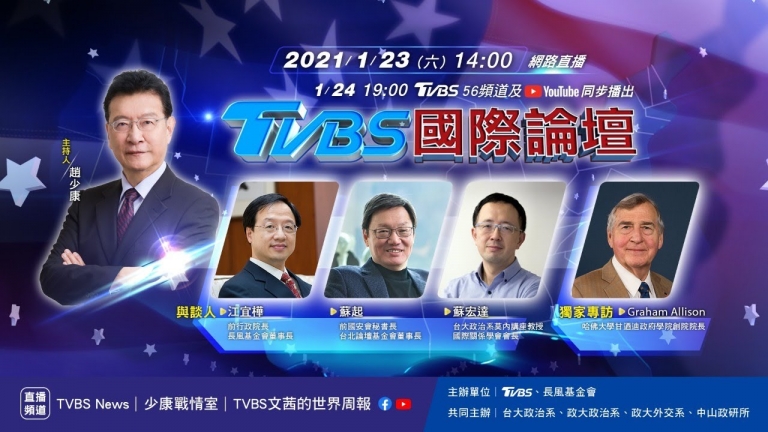 2021/1/23 (六) 14:00 網路直播
1/24 19:00 TVBS 56頻道及 YouTube 同步播出
TVBS國際論壇
主持人/趙少康
與談人 江宜樺
前行政院長
長風基金會董事長
蘇起
前國安會秘書長
台北論壇基金會董事長
蘇宏達
台大政治系莫內講座教授
國際關係學會會長
獨家專訪 Graham Allison
哈佛大學甘迺迪政府學院創院院長
直播頻道
TVBS News | 少康戰情室 | TVBS文茜的世界周報
主辦單位 | TVBS、長風基金會
共同主辦 | 台大政治系、政大政治系、政大外交系、中山政研所